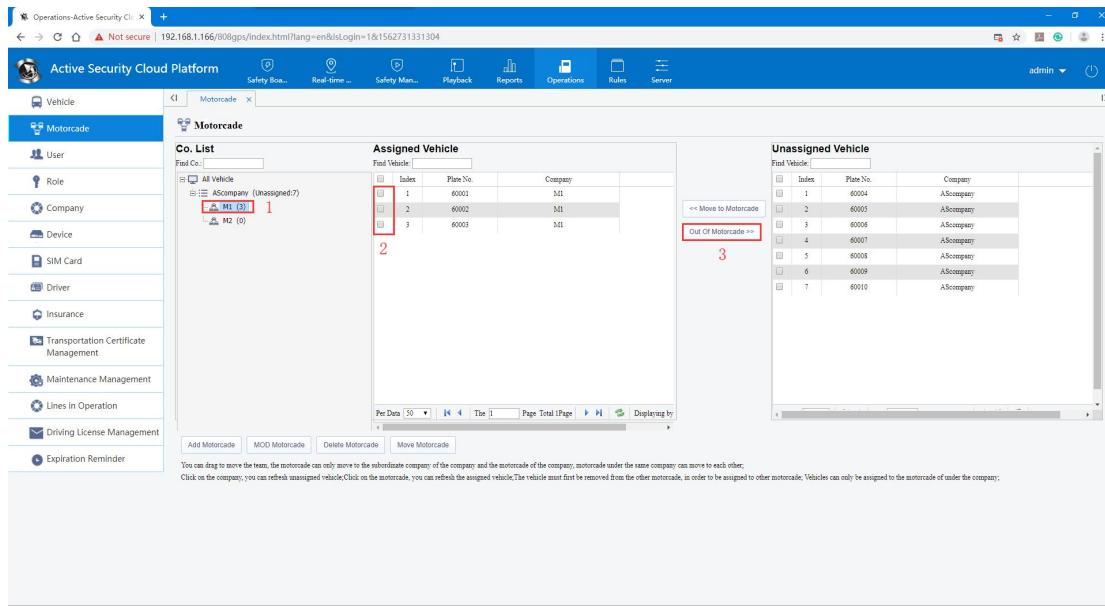 Operations-Active Security Clo × +
Not secure | 192.168.1.166/808gps/index.html?lang=en&isLogin=1&1562731331304
Active Security Cloud Platform
Safety Boa... Real-time ... Safety Man... Playback Reports Operations Rules Server
admin
Vehicle
Motorcade
User
Role
Company
Device
SIM Card
Driver
Insurance
Transportation Certificate
Management
Maintenance Management
Lines in Operation
Driving License Management
Expiration Reminder
Motorcade ×
Motorcade
Co. List
Find Co.:
All Vehicle
AScompany (Unassigned:7)
M1 (3)
1
M2 (0)
Assigned Vehicle
Find Vehicle:
Index Plate No. Company
1 60001 M1
2 60002 M1
3 60003 M1
2
Per Data 50 The 1 Page Total 1Page Displaying by
<< Move to Motorcade
Out Of Motorcade >>
3
Unassigned Vehicle
Find Vehicle:
Index Plate No. Company
1 60004 AScompany
2 60005 AScompany
3 60006 AScompany
4 60007 AScompany
5 60008 AScompany
6 60009 AScompany
7 60010 AScompany
Add Motorcade MOD Motorcade Delete Motorcade Move Motorcade
You can drag to move the team, the motorcade can only move to the subordinate company of the company and the motorcade of the company, motorcade under the same company can move to each other;
Click on the company, you can refresh unassigned vehicle;Click on the motorcade, you can refresh the assigned vehicle;The vehicle must first be removed from the other motorcade, in order to be assigned to other motorcade; Vehicles can only be assigned to the motorcade of under the company;